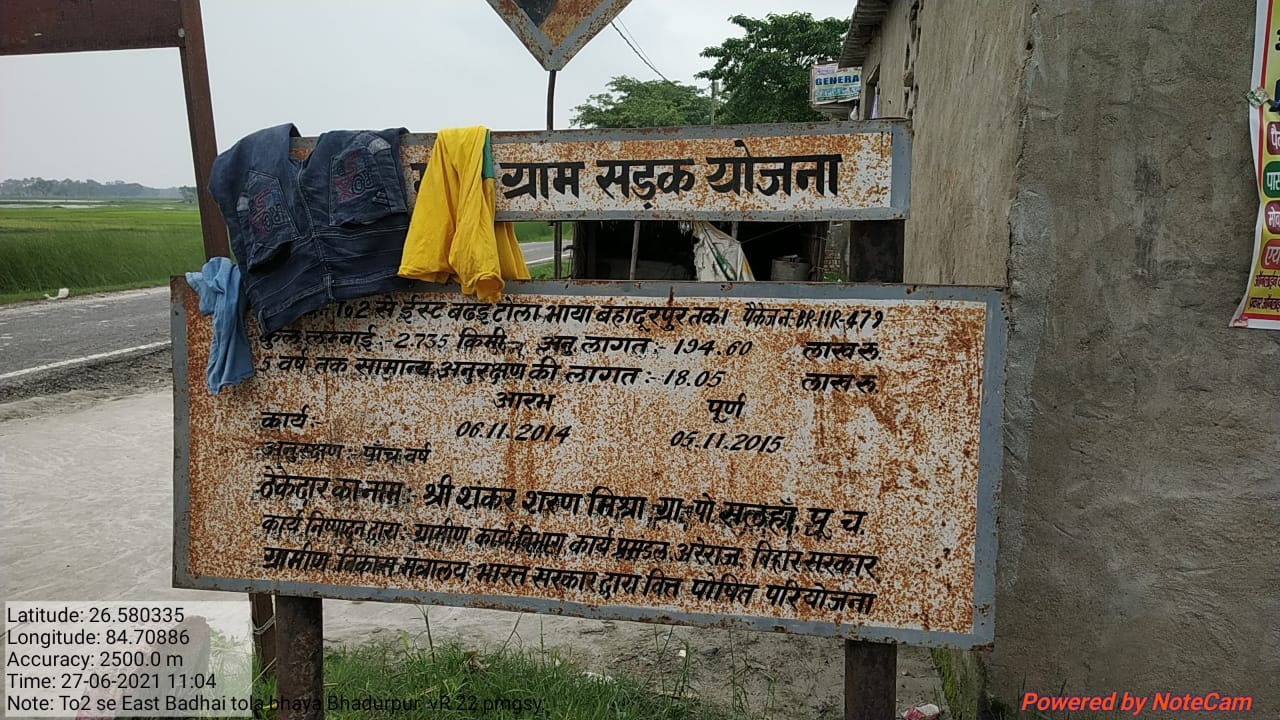 ग्राम सड़क योजना
GENERA
To2 से ईस्ट बढइ टोला भाया बहादूरपुर तक। पैकेज नं:-BR-11R-479
कुल लम्बाई:- 2.735 किमी., अनु लागत:- 194.60 लाख रू.
5 वर्ष तक सामान्य अनुरक्षण की लागत:- 18.05 लाख रू.
आरंभ पूर्ण
कार्य:- 06.11.2014 05.11.2015
अनुरक्षण:- पाँच वर्ष
ठेकेदार का नाम:- श्री शंकर शरण मिश्रा ग्रा.पो सलहाँ, पू च.
कार्य निष्पादन द्वारा:- ग्रामीण कार्य विभाग कार्य प्रमंडल, अरेराज, बिहार सरकार
ग्रामीण विकास मंत्रालय भारत सरकार द्वारा वित्त पोषित परियोजना
Latitude: 26.580335
Longitude: 84.70886
Accuracy: 2500.0 m
Time: 27-06-2021 11:04
Note: To2 se East Badhai tola bhaya Bhadurpur vR 22 pmgsy
Powered by NoteCam